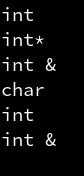 int
int*
int &
char
int
int &